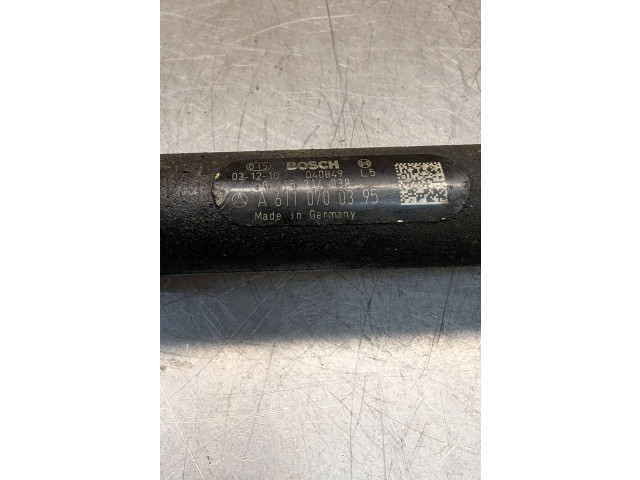 BOSCH
03-12-10 040849 L5
A 611 070 03 95
Made in Germany